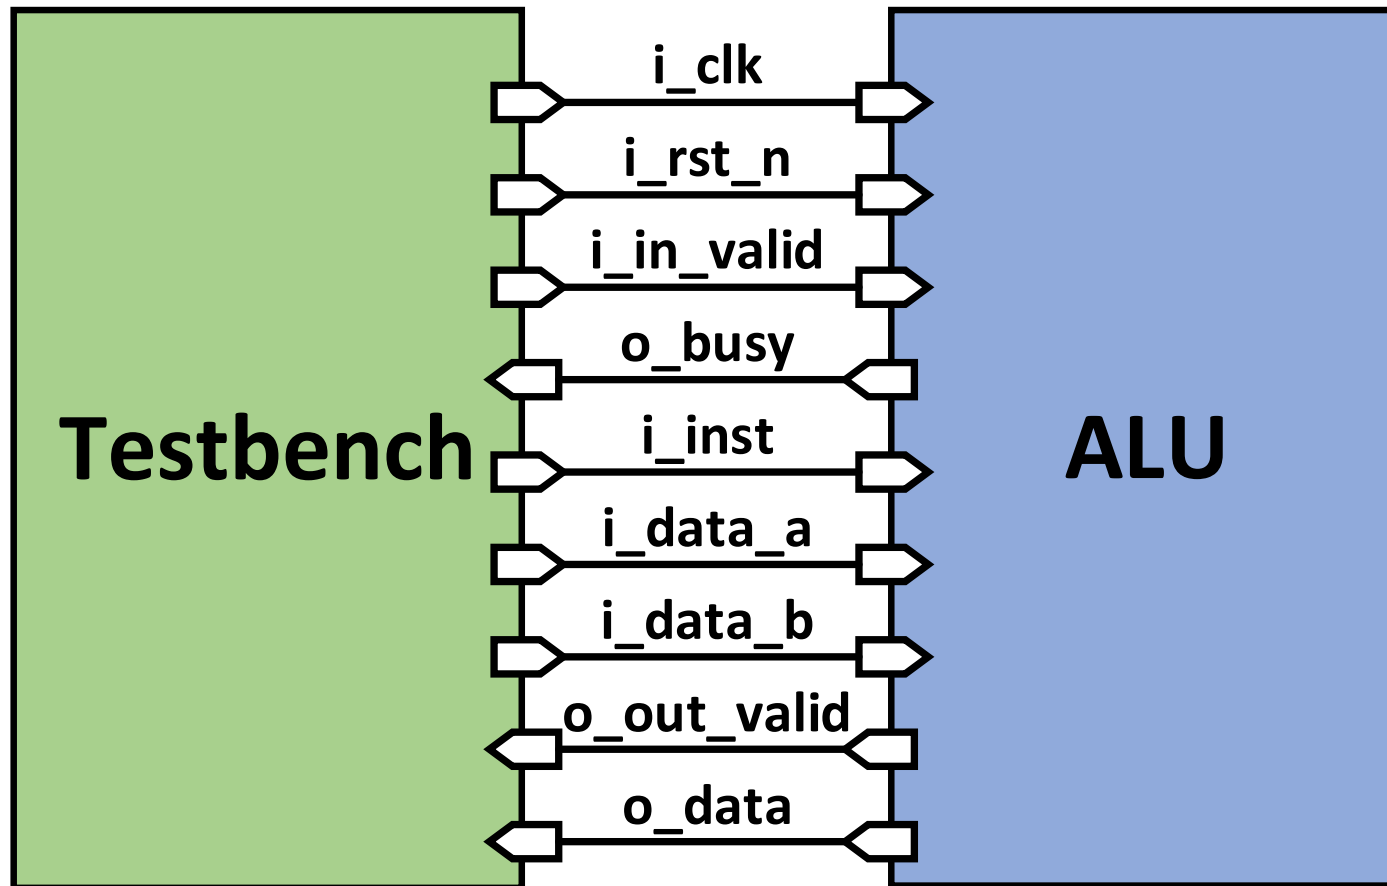 i_clk
i_rst_n
i_in_valid
o_busy
Testbench
i_inst
ALU
i_data_a
i_data_b
o_out_valid
o_data